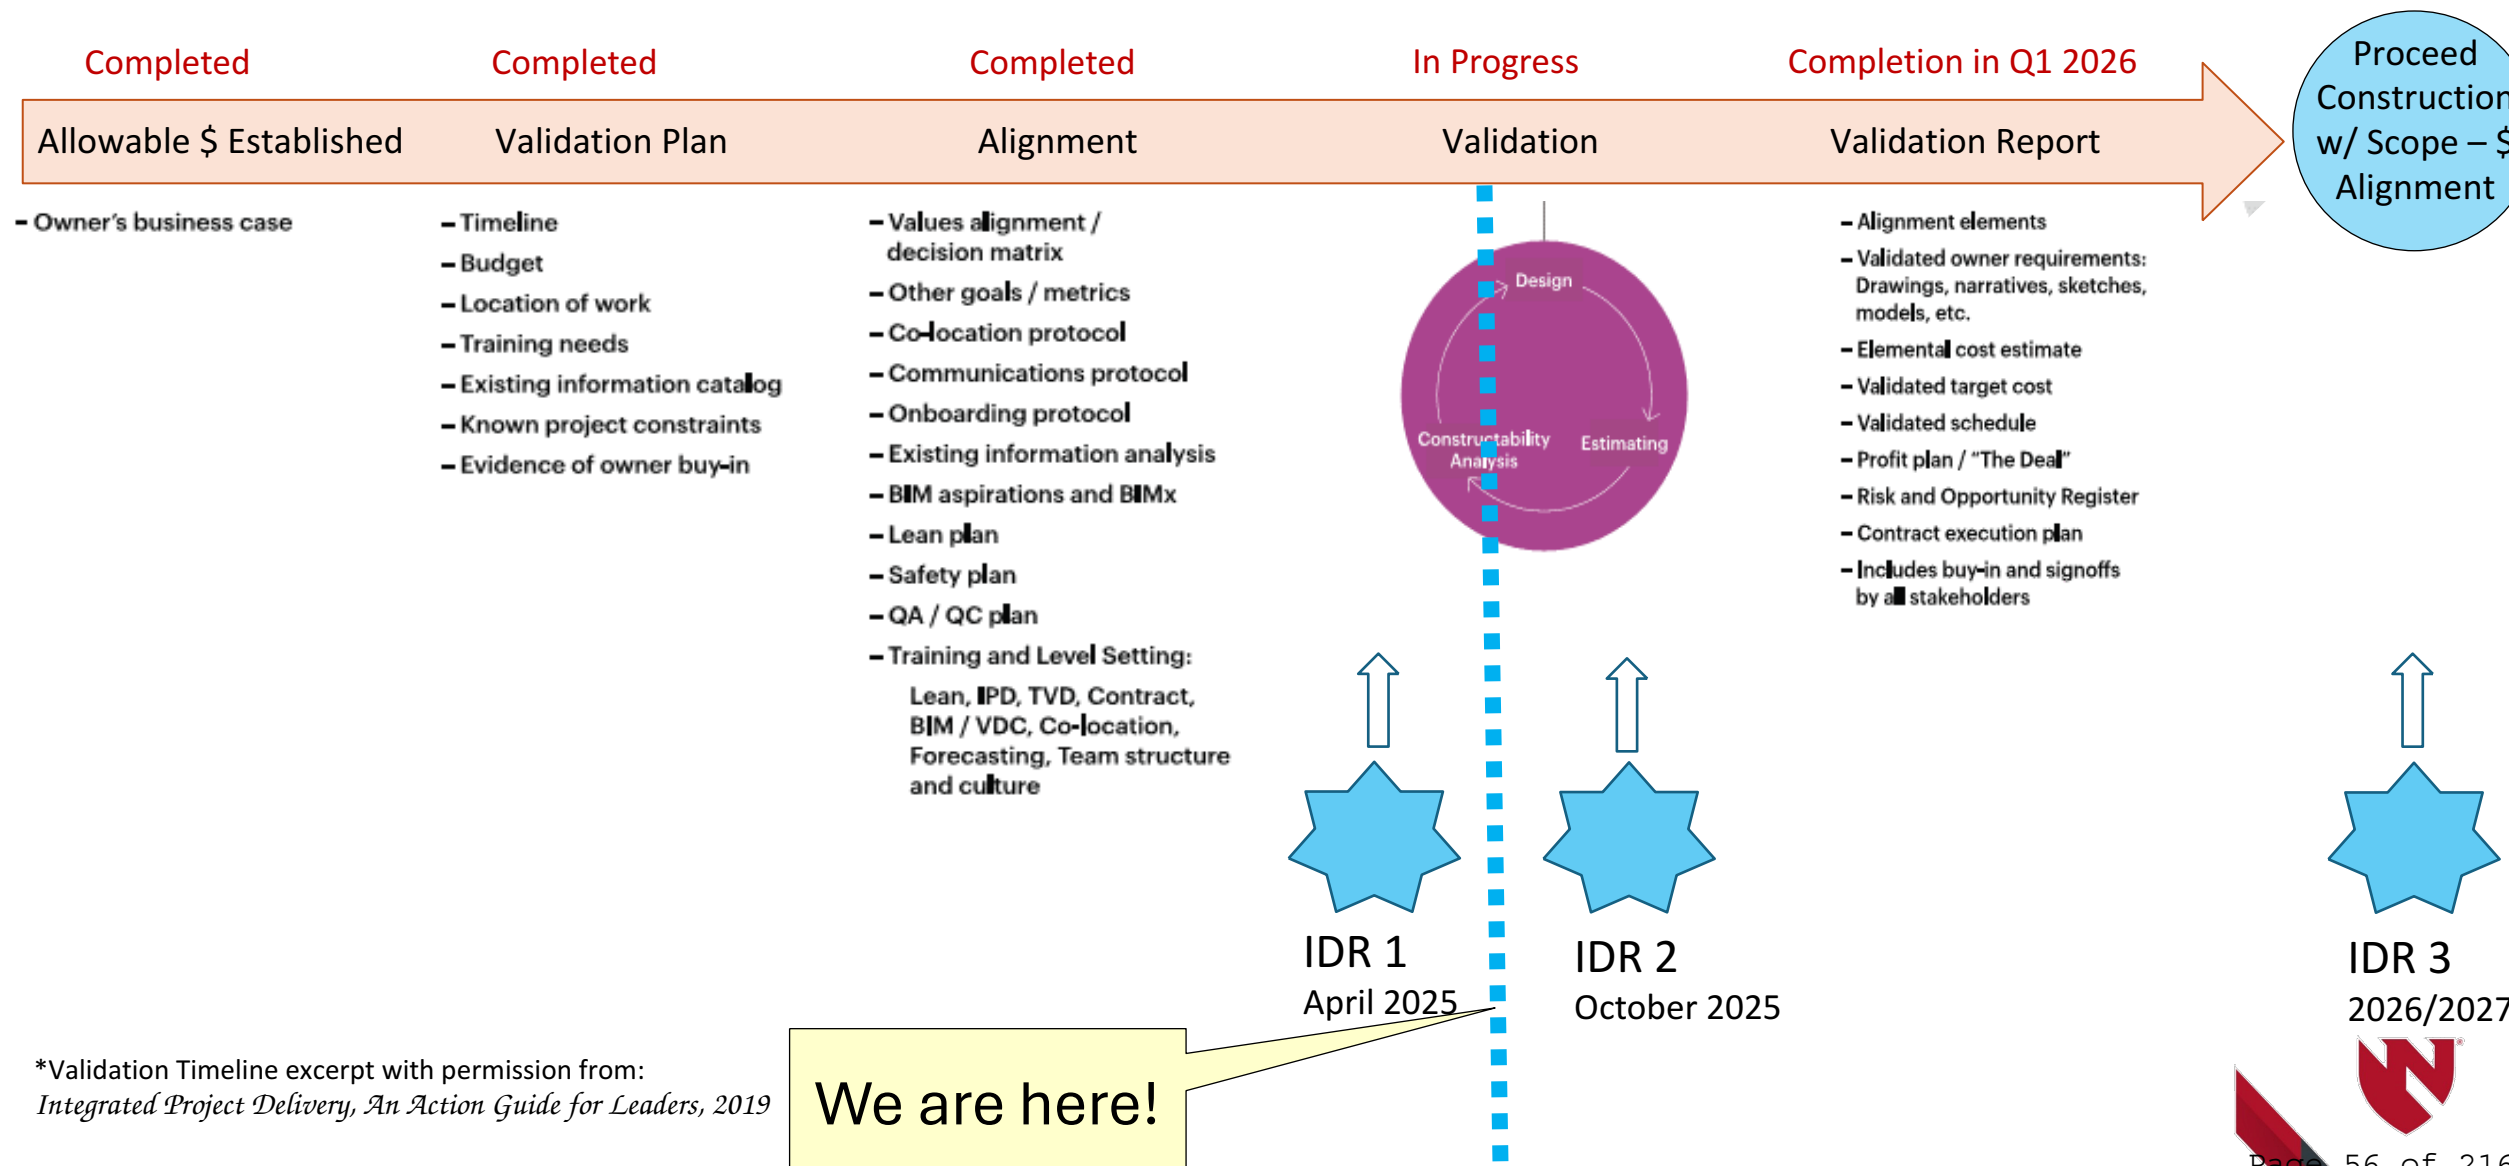 Completed
Completed
Completed
In Progress
Completion in Q1 2026
Allowable $ Established
Validation Plan
Alignment
Validation
Validation Report
Proceed
Construction
w/ Scope – $
Alignment
– Owner's business case
– Timeline
– Budget
– Location of work
– Training needs
– Existing information catalog
– Known project constraints
– Evidence of owner buy-in
– Values alignment /
decision matrix
– Other goals / metrics
– Co-location protocol
– Communications protocol
– Onboarding protocol
– Existing information analysis
– BIM aspirations and BIMx
– Lean plan
– Safety plan
– QA / QC plan
– Training and Level Setting:
Lean, IPD, TVD, Contract,
BIM / VDC, Co-location,
Forecasting, Team structure
and culture
Design
Estimating
Constructability
Analysis
– Alignment elements
– Validated owner requirements:
Drawings, narratives, sketches,
models, etc.
– Elemental cost estimate
– Validated target cost
– Validated schedule
– Profit plan / “The Deal”
– Risk and Opportunity Register
– Contract execution plan
– Includes buy-in and signoffs
by all stakeholders
IDR 1
April 2025
IDR 2
October 2025
IDR 3
2026/2027
We are here!
*Validation Timeline excerpt with permission from:
Integrated Project Delivery, An Action Guide for Leaders, 2019
N
Page 56 of 216